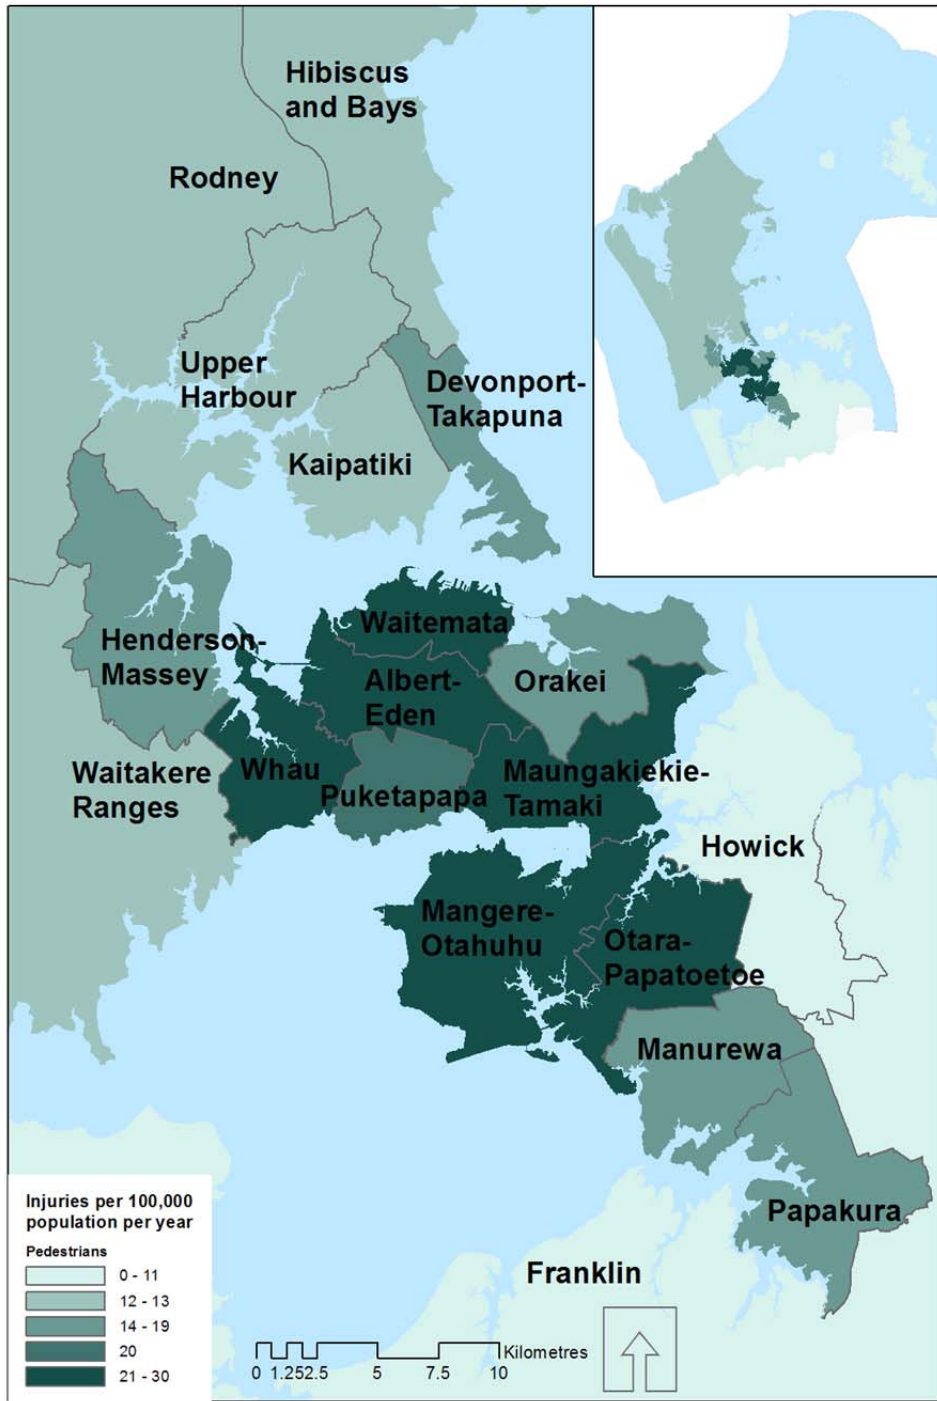 Hibiscus
and Bays
Rodney
Upper
Harbour
Devonport-
Takapuna
Kaipatiki
Waitemata
Henderson-
Massey
Albert-
Eden
Orakei
Waitakere
Ranges
Whau
Puketapapa
Maungakiekie-
Tamaki
Howick
Mangere-
Otahuhu
Otara-
Papatoetoe
Manurewa
Papakura
Franklin
Injuries per 100,000
population per year
Pedestrians
0 - 11
12 - 13
14 - 19
20
21 - 30
Kilometres
0 1.252.5 5 7.5 10